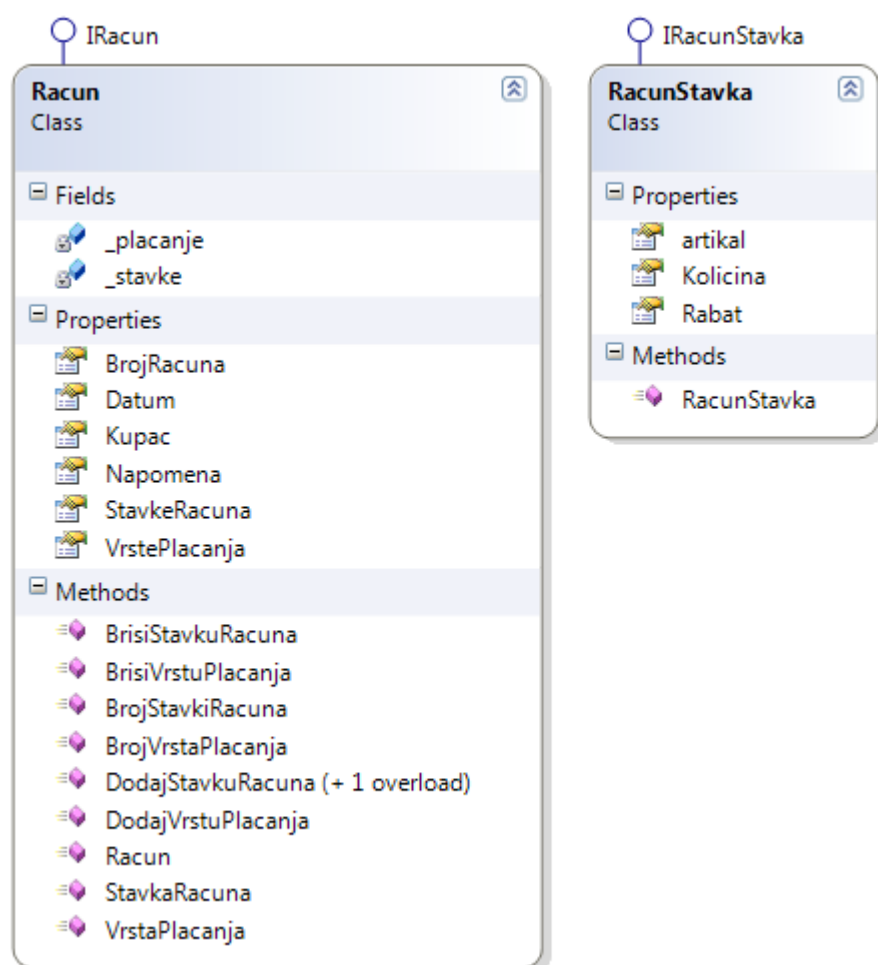 IRacun
Racun
Class
Fields
_placanje
_stavke
Properties
BrojRacuna
Datum
Kupac
Napomena
StavkeRacuna
VrstePlacanja
Methods
BrisiStavkuRacuna
BrisiVrstuPlacanja
BrojStavkiRacuna
BrojVrstaPlacanja
DodajStavkuRacuna (+ 1 overload)
DodajVrstuPlacanja
Racun
StavkaRacuna
VrstaPlacanja
IRacunStavka
RacunStavka
Class
Properties
artikal
Kolicina
Rabat
Methods
RacunStavka